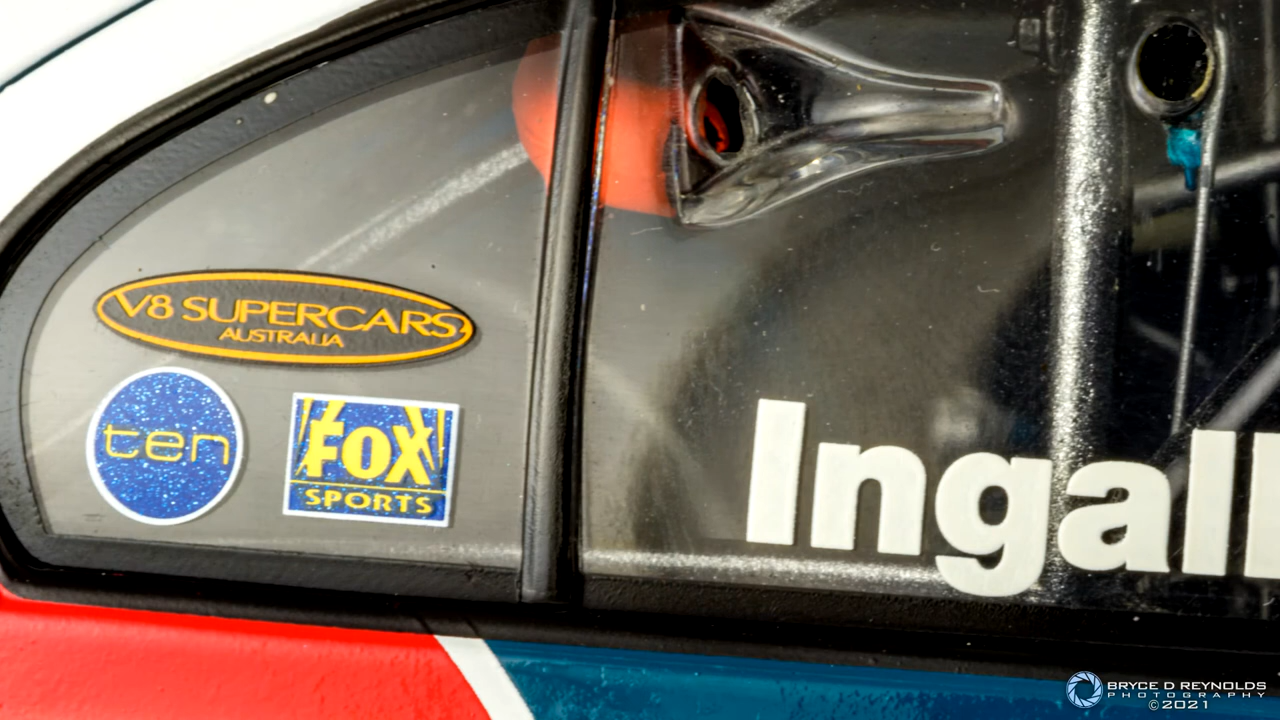 V8 SUPERCARS
AUSTRALIA
ten
FOX
SPORTS
Ingall
BRYCE D REYNOLDS
PHOTOGRAPHY
©2021